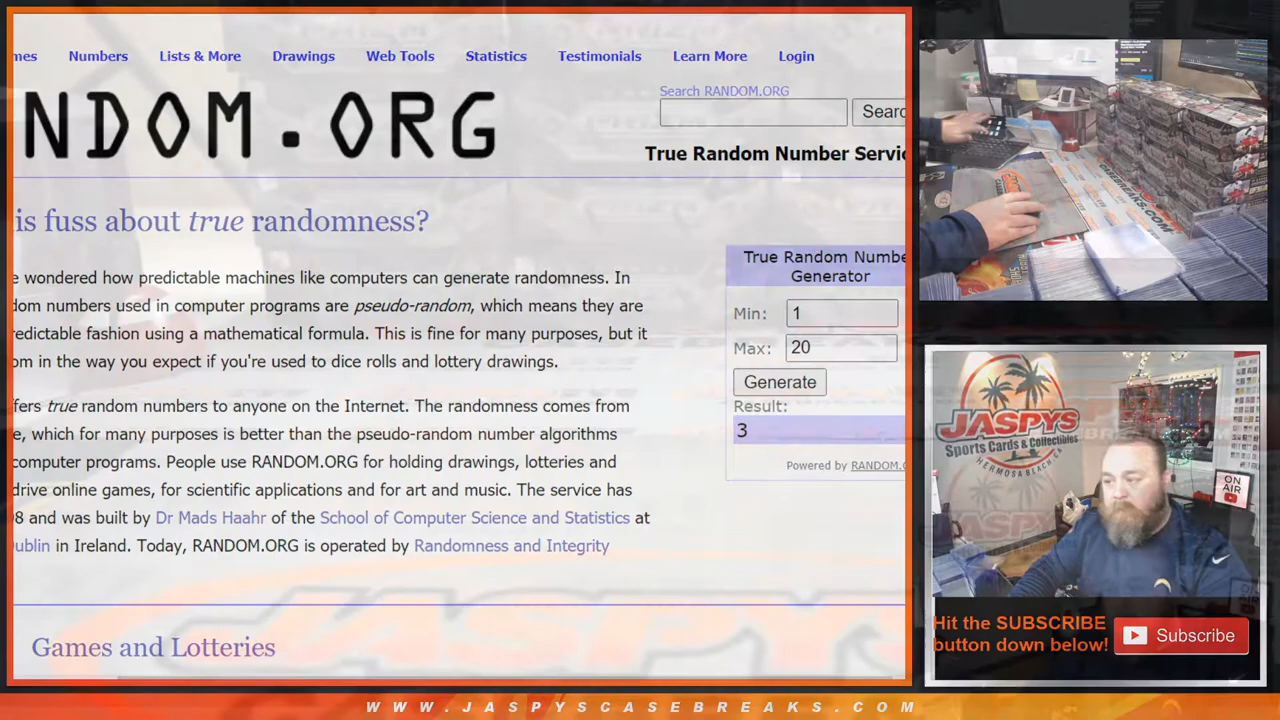 mes Numbers Lists & More Drawings Web Tools Statistics Testimonials Learn More Login
Search RANDOM.ORG
NDOM.ORG
Searc
True Random Number Servic
is fuss about true randomness?
e wondered how predictable machines like computers can generate randomness. In
dom numbers used in computer programs are pseudo-random, which means they are
redictable fashion using a mathematical formula. This is fine for many purposes, but it
om in the way you expect if you're used to dice rolls and lottery drawings.
ffers true random numbers to anyone on the Internet. The randomness comes from
e, which for many purposes is better than the pseudo-random number algorithms
computer programs. People use RANDOM.ORG for holding drawings, lotteries and
drive online games, for scientific applications and for art and music. The service has
8 and was built by Dr Mads Haahr of the School of Computer Science and Statistics at
Dublin in Ireland. Today, RANDOM.ORG is operated by Randomness and Integrity
Games and Lotteries
True Random Numbe
Generator
Min: 1
Max: 20
Generate
Result:
3
Powered by RANDOM.O
JASPYS
Sports Cards & Collectibles
HERMOSA BEACH, CA
ON
AIR
Hit the SUBSCRIBE
button down below!
Subscribe
JASPYS
WWW.JASPYSCASEBREAKS.COM